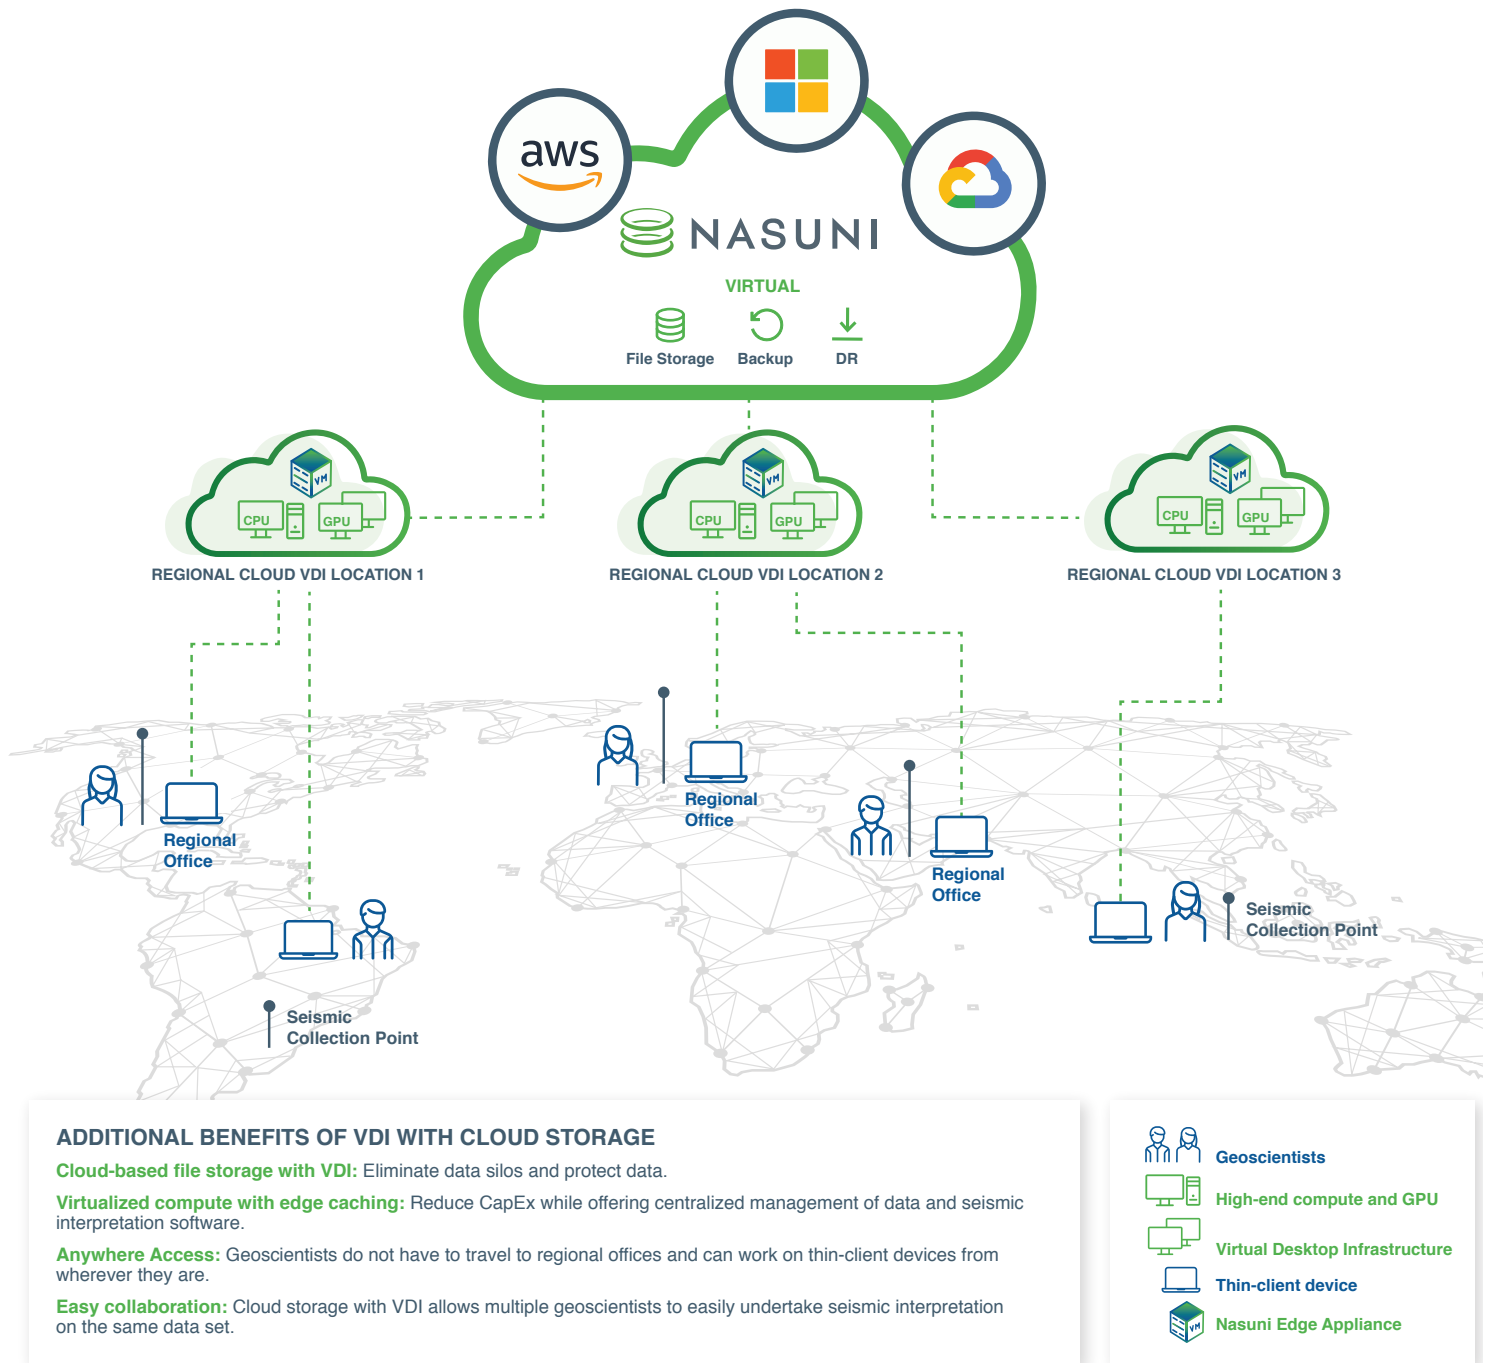 aws
NASUNI
VIRTUAL
File Storage
Backup
DR
VM
CPU
GPU
VM
CPU
GPU
VM
CPU
GPU
REGIONAL CLOUD VDI LOCATION 1
REGIONAL CLOUD VDI LOCATION 2
REGIONAL CLOUD VDI LOCATION 3
Regional
Office
Regional
Office
Regional
Office
Seismic
Collection Point
Seismic
Collection Point
ADDITIONAL BENEFITS OF VDI WITH CLOUD STORAGE
Cloud-based file storage with VDI: Eliminate data silos and protect data.
Virtualized compute with edge caching: Reduce CapEx while offering centralized management of data and seismic
interpretation software.
Anywhere Access: Geoscientists do not have to travel to regional offices and can work on thin-client devices from
wherever they are.
Easy collaboration: Cloud storage with VDI allows multiple geoscientists to easily undertake seismic interpretation
on the same data set.
Geoscientists
High-end compute and GPU
Virtual Desktop Infrastructure
Thin-client device
VM
Nasuni Edge Appliance